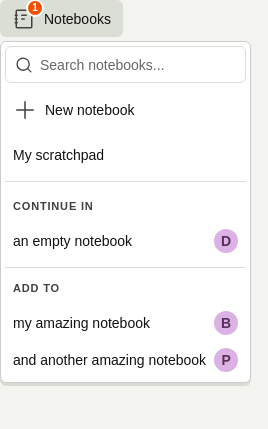 1
Notebooks
Search notebooks...
New notebook
My scratchpad
CONTINUE IN
an empty notebook D
ADD TO
my amazing notebook B
and another amazing notebook P